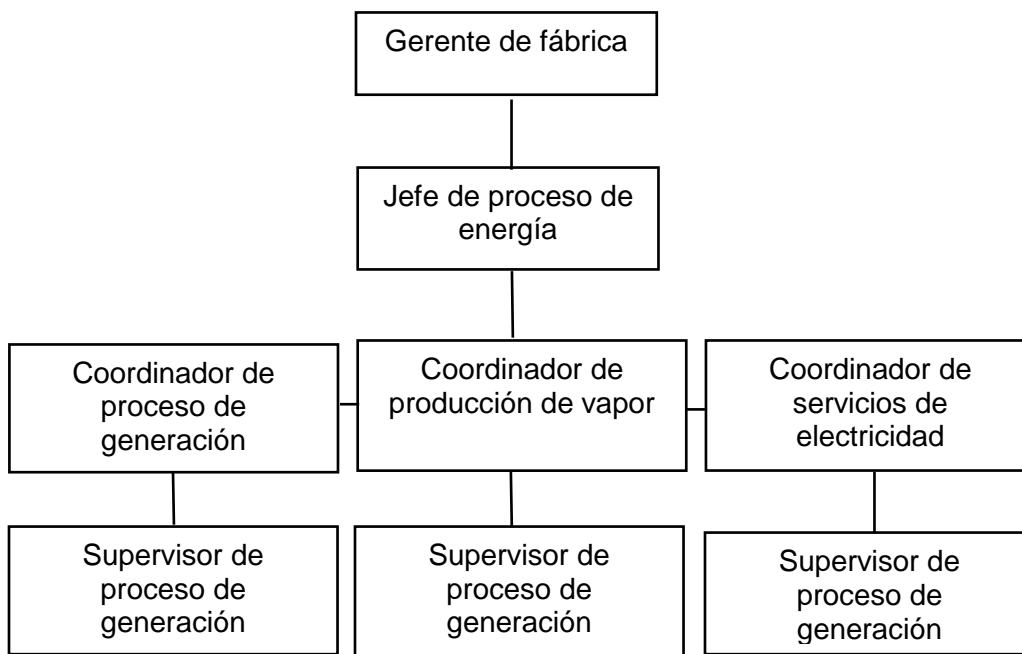 Gerente de fábrica
Jefe de proceso de
energía
Coordinador de
proceso de
generación
Coordinador de
producción de vapor
Coordinador de
servicios de
electricidad
Supervisor de
proceso de
generación
Supervisor de
proceso de
generación
Supervisor de
proceso de
generación